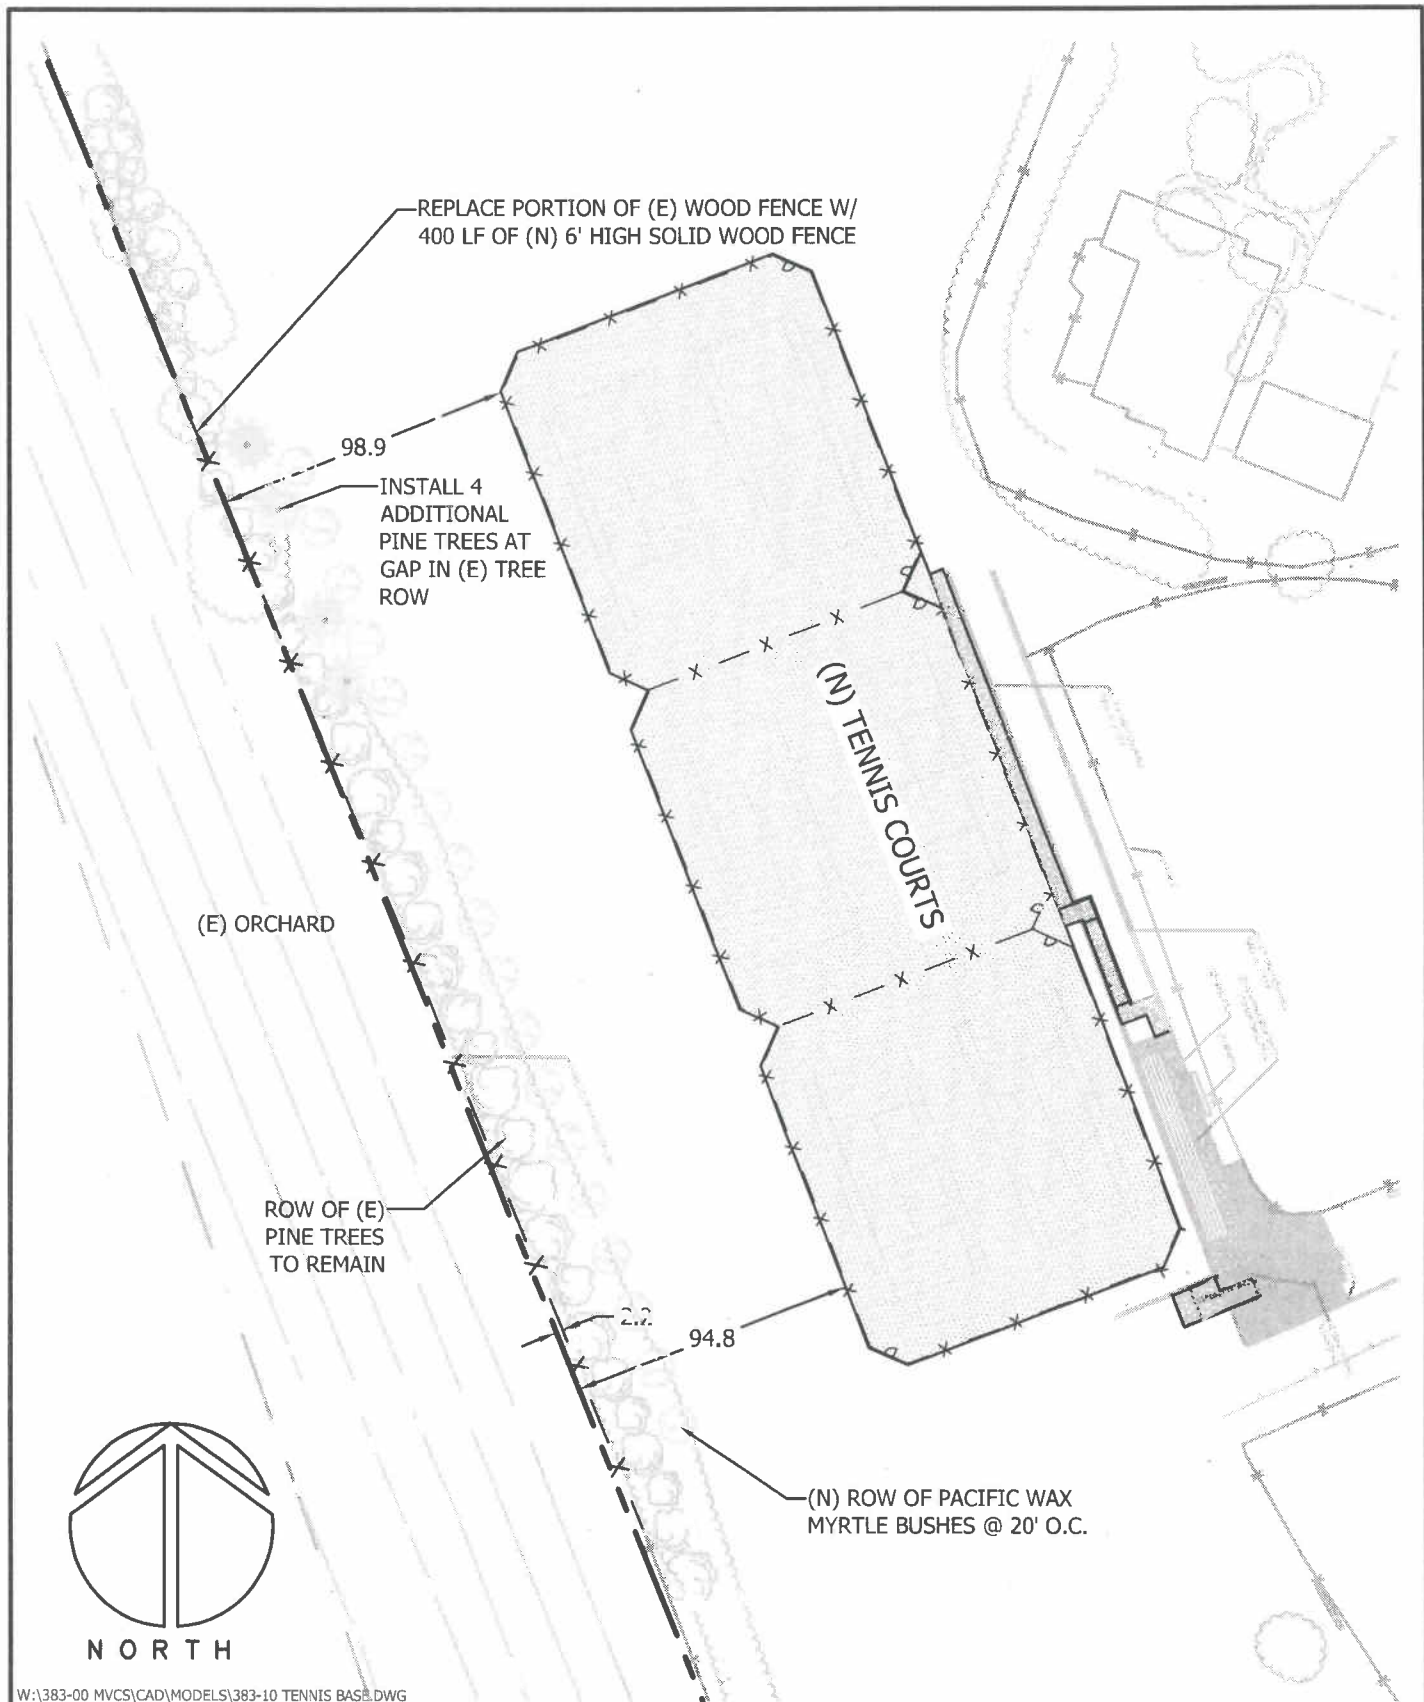 REPLACE PORTION OF (E) WOOD FENCE W/
400 LF OF (N) 6' HIGH SOLID WOOD FENCE
98.9
INSTALL 4
ADDITIONAL
PINE TREES AT
GAP IN (E) TREE
ROW
(N) TENNIS COURTS
(E) ORCHARD
ROW OF (E)
PINE TREES
TO REMAIN
2.2
94.8
(N) ROW OF PACIFIC WAX
MYRTLE BUSHES @ 20' O.C.
NORTH
W:\383-00 MVCS\CAD\MODELS\383-10 TENNIS BASE.DWG